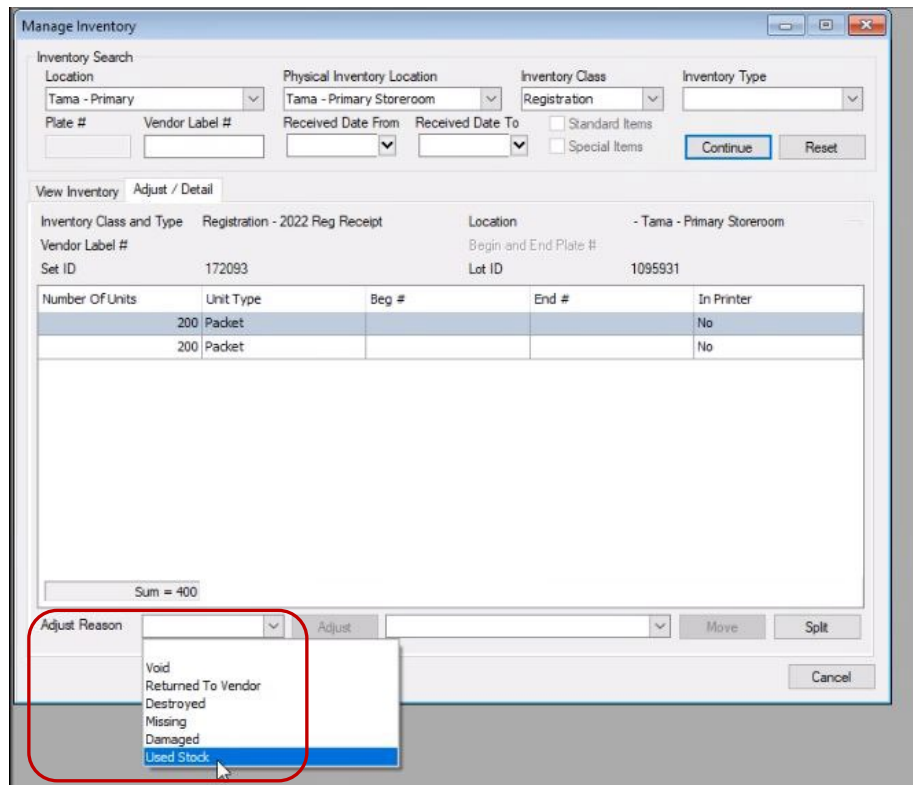 Manage Inventory
Inventory Search
Location Physical Inventory Location Inventory Class Inventory Type
Tama - Primary Tama - Primary Storeroom Registration
Plate # Vendor Label # Received Date From Received Date To Standard Items
Special Items Continue Reset
View Inventory Adjust / Detail
Inventory Class and Type Registration - 2022 Reg Receipt Location - Tama - Primary Storeroom
Vendor Label # Begin and End Plate #
Set ID 172093 Lot ID 1095931
Number Of Units Unit Type Beg # End # In Printer
200 Packet No
200 Packet No
Sum = 400
Adjust Reason Adjust Move Split
Void
Returned To Vendor
Destroyed
Missing
Damaged
Used Stock
Cancel